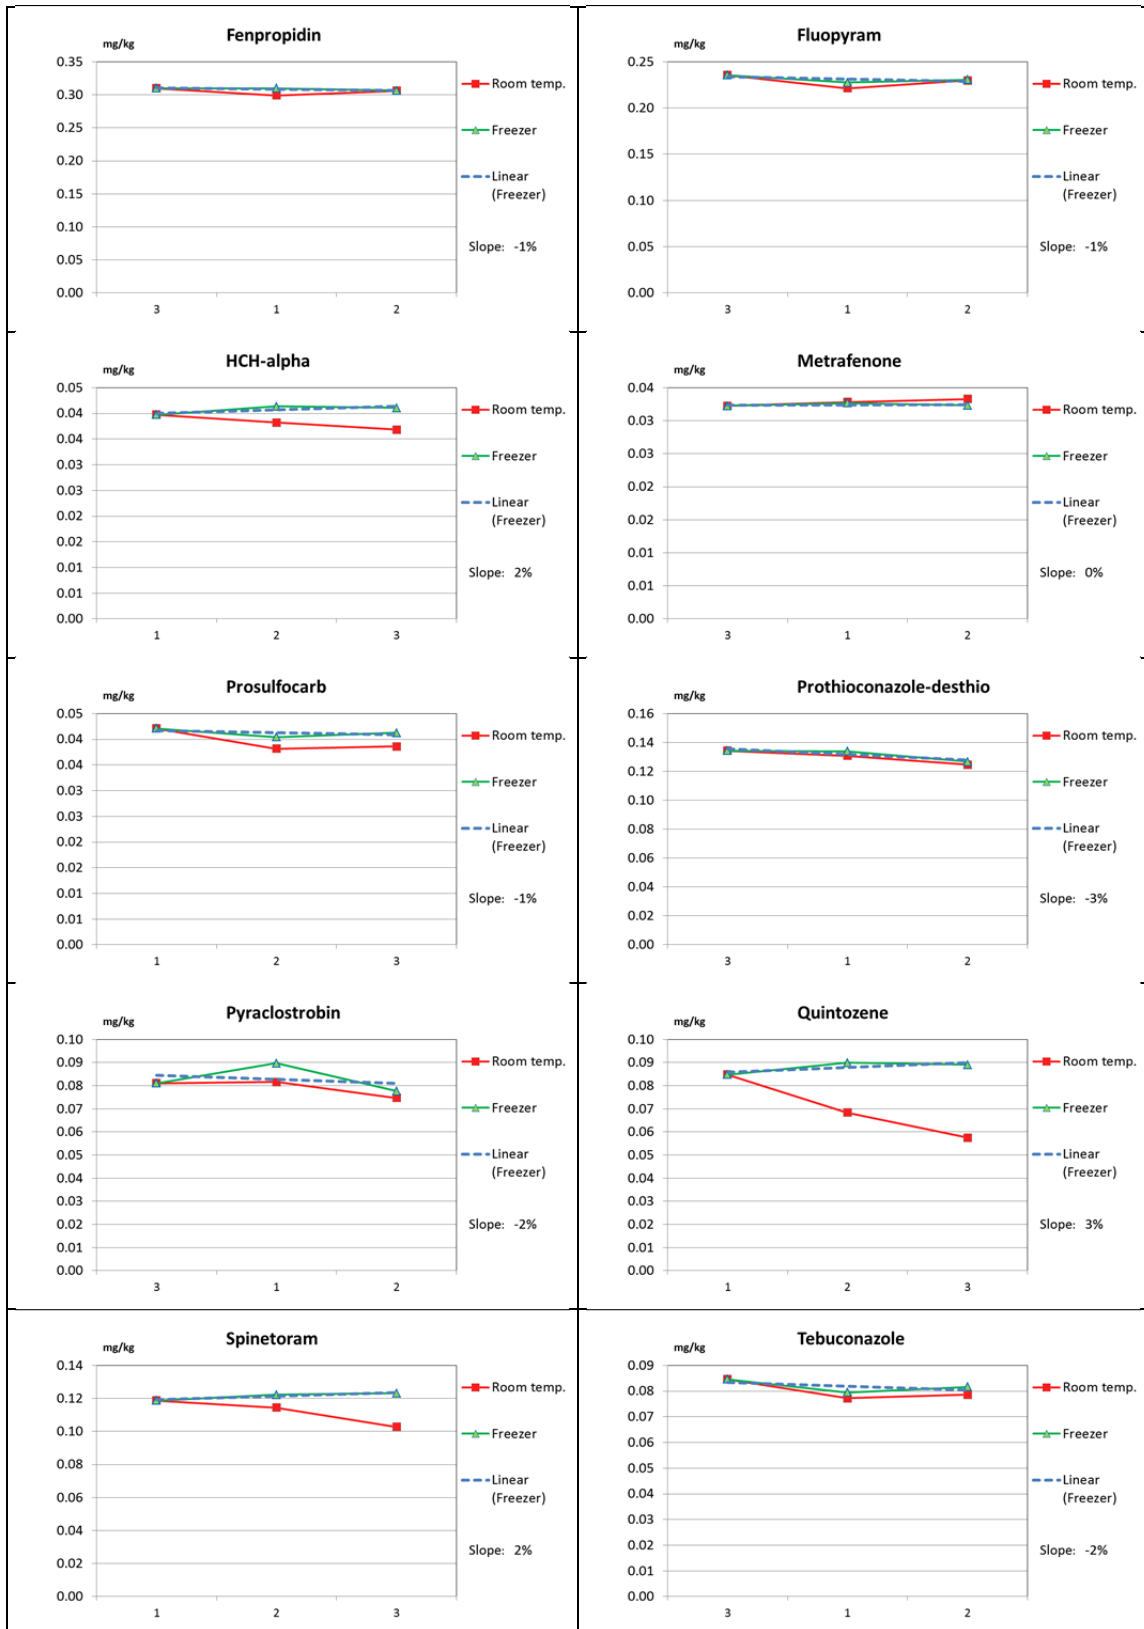 Fenpropidin
mg/kg
0.35
0.30
0.25
0.20
0.15
0.10
0.05
0.00
3 1 2
Room temp.
Freezer
Linear
(Freezer)
Slope: -1%
Fluopyram
mg/kg
0.25
0.20
0.15
0.10
0.05
0.00
3 1 2
Room temp.
Freezer
Linear
(Freezer)
Slope: -1%
HCH-alpha
mg/kg
0.05
0.04
0.04
0.03
0.03
0.02
0.02
0.01
0.01
0.00
1 2 3
Room temp.
Freezer
Linear
(Freezer)
Slope: 2%
Metrafenone
mg/kg
0.04
0.03
0.03
0.02
0.02
0.01
0.01
0.00
3 1 2
Room temp.
Freezer
Linear
(Freezer)
Slope: 0%
Prosulfocarb
mg/kg
0.05
0.04
0.04
0.03
0.03
0.02
0.02
0.01
0.01
0.00
1 2 3
Room temp.
Freezer
Linear
(Freezer)
Slope: -1%
Prothioconazole-desthio
mg/kg
0.16
0.14
0.12
0.10
0.08
0.06
0.04
0.02
0.00
3 1 2
Room temp.
Freezer
Linear
(Freezer)
Slope: -3%
Pyraclostrobin
mg/kg
0.10
0.09
0.08
0.07
0.06
0.05
0.04
0.03
0.02
0.01
0.00
3 1 2
Room temp.
Freezer
Linear
(Freezer)
Slope: -2%
Quintozene
mg/kg
0.10
0.09
0.08
0.07
0.06
0.05
0.04
0.03
0.02
0.01
0.00
1 2 3
Room temp.
Freezer
Linear
(Freezer)
Slope: 3%
Spinetoram
mg/kg
0.14
0.12
0.10
0.08
0.06
0.04
0.02
0.00
1 2 3
Room temp.
Freezer
Linear
(Freezer)
Slope: 2%
Tebuconazole
mg/kg
0.09
0.08
0.07
0.06
0.05
0.04
0.03
0.02
0.01
0.00
3 1 2
Room temp.
Freezer
Linear
(Freezer)
Slope: -2%